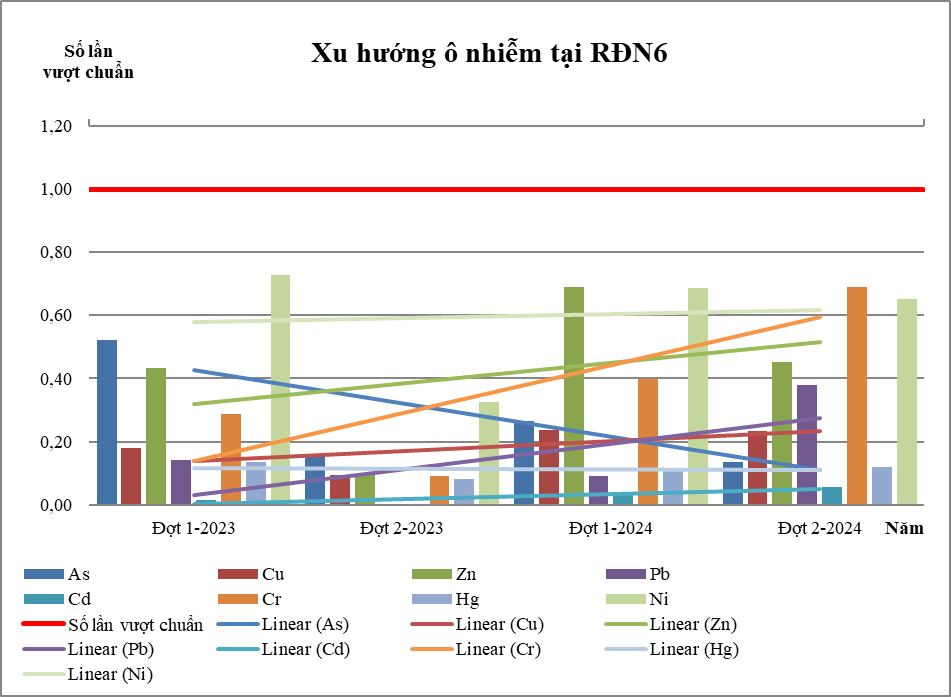 Số lần
vượt chuẩn
Xu hướng ô nhiễm tại RĐN6
1,20
1,00
0,80
0,60
0,40
0,20
0,00
Đợt 1-2023 Đợt 2-2023 Đợt 1-2024 Đợt 2-2024 Năm
As Cu Zn Pb
Cd Cr Hg Ni
Số lần vượt chuẩn Linear (As) Linear (Cu) Linear (Zn)
Linear (Pb) Linear (Cd) Linear (Cr) Linear (Hg)
Linear (Ni)